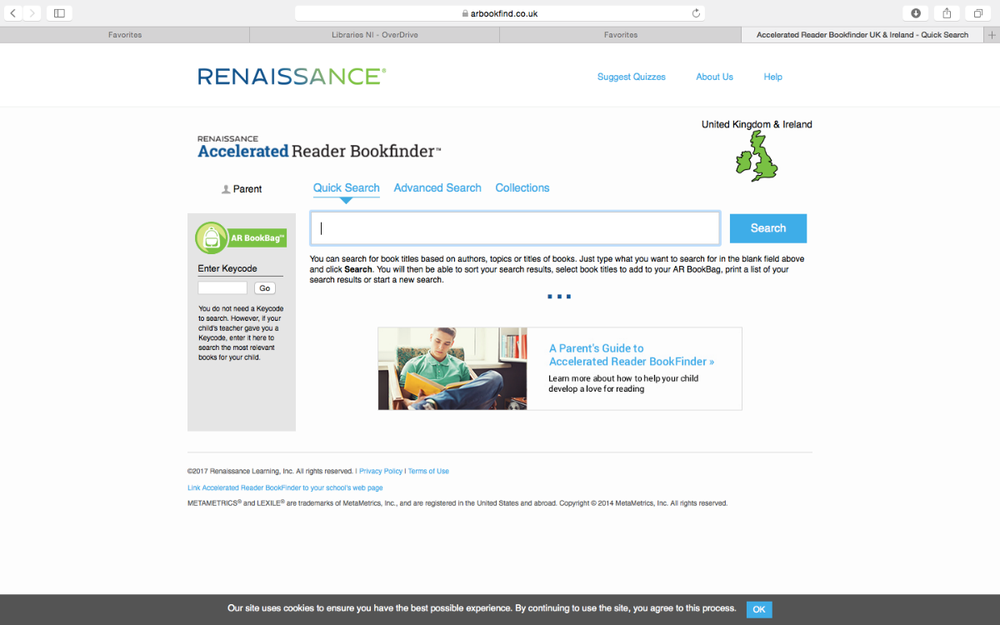 arbookfind.co.uk
Favorites
Libraries NI - OverDrive
Favorites
Accelerated Reader Bookfinder UK & Ireland - Quick Search
RENAISSANCE®
Suggest Quizzes
About Us
Help
United Kingdom & Ireland
RENAISSANCE
Accelerated Reader Bookfinder™
Parent
Quick Search
Advanced Search
Collections
Search
AR BookBag™
Enter Keycode
Go
You do not need a Keycode
to search. However, if your
child's teacher gave you a
Keycode, enter it here to
search the most relevant
books for your child.
You can search for book titles based on authors, topics or titles of books. Just type what you want to search for in the blank field above
and click Search. You will then be able to sort your search results, select book titles to add to your AR BookBag, print a list of your
search results or start a new search.
A Parent's Guide to
Accelerated Reader BookFinder »
Learn more about how to help your child
develop a love for reading
©2017 Renaissance Learning, Inc. All rights reserved. | Privacy Policy | Terms of Use
Link Accelerated Reader BookFinder to your school's web page
METAMETRICS® and LEXILE® are trademarks of MetaMetrics, Inc., and are registered in the United States and abroad. Copyright © 2014 MetaMetrics, Inc. All rights reserved.
Our site uses cookies to ensure you have the best possible experience. By continuing to use the site, you agree to this process.
OK